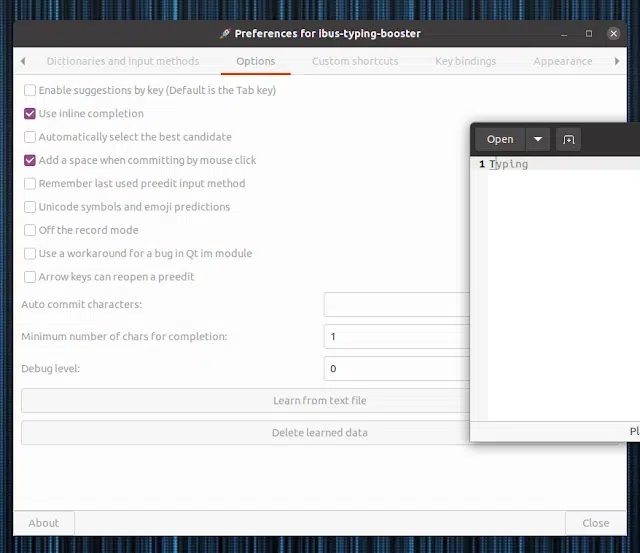 Preferences for ibus-typing-booster
Dictionaries and input methods Options Custom shortcuts Key bindings Appearance
Enable suggestions by key (Default is the Tab key)
Use inline completion
Automatically select the best candidate
Add a space when committing by mouse click
Remember last used preedit input method
Unicode symbols and emoji predictions
Off the record mode
Use a workaround for a bug in Qt im module
Arrow keys can reopen a preedit
Auto commit characters:
Minimum number of chars for completion: 1
Debug level: 0
Learn from text file
Delete learned data
About Close
Open
1 Typing
Pl